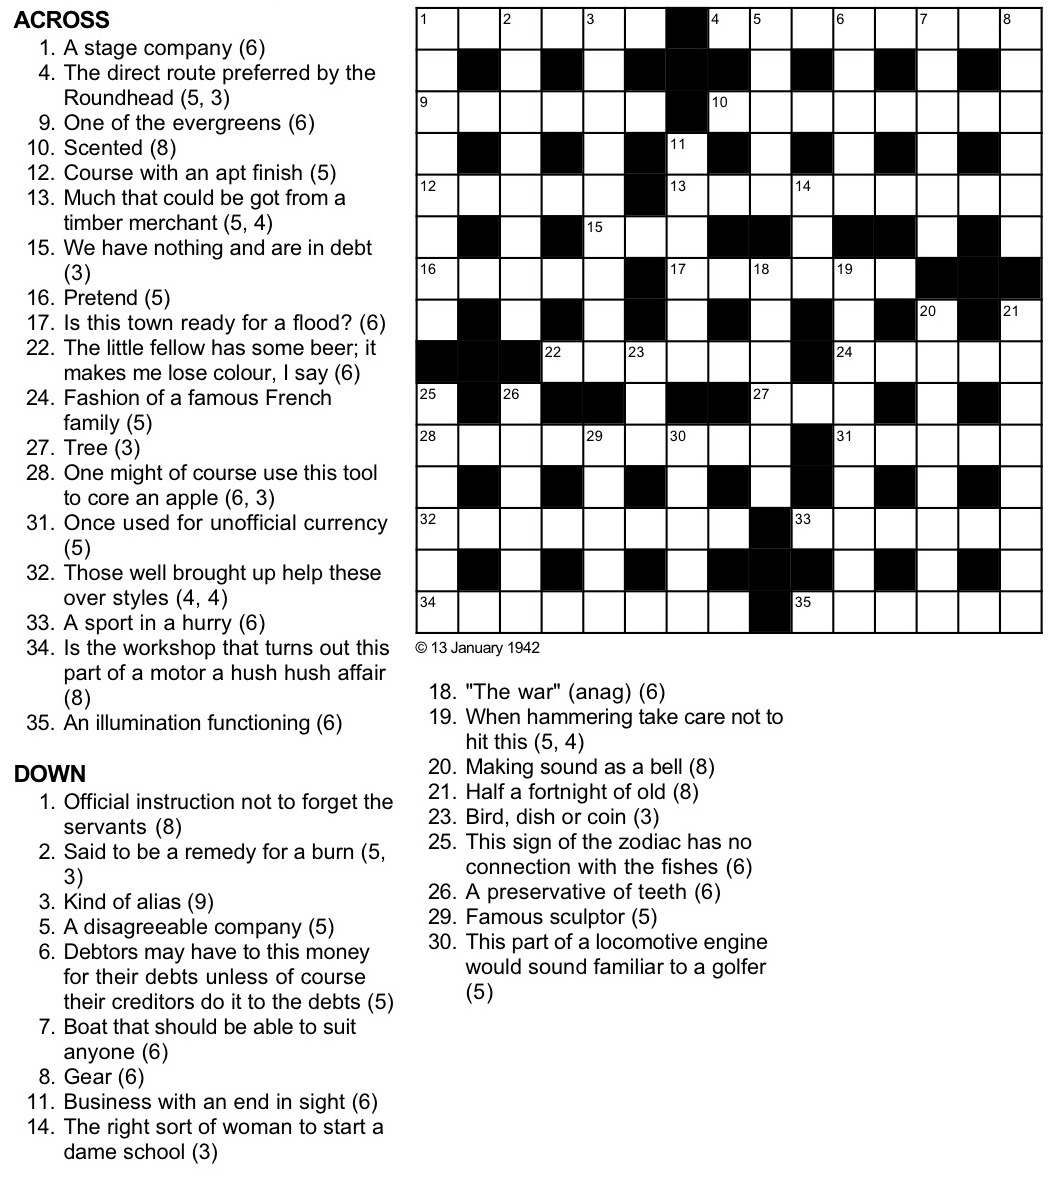 ACROSS
1. A stage company (6)
4. The direct route preferred by the
Roundhead (5, 3)
9. One of the evergreens (6)
10. Scented (8)
12. Course with an apt finish (5)
13. Much that could be got from a
timber merchant (5, 4)
15. We have nothing and are in debt
(3)
16. Pretend (5)
17. Is this town ready for a flood? (6)
22. The little fellow has some beer; it
makes me lose colour, I say (6)
24. Fashion of a famous French
family (5)
27. Tree (3)
28. One might of course use this tool
to core an apple (6, 3)
31. Once used for unofficial currency
(5)
32. Those well brought up help these
over styles (4, 4)
33. A sport in a hurry (6)
34. Is the workshop that turns out this
part of a motor a hush hush affair
(8)
35. An illumination functioning (6)
DOWN
1. Official instruction not to forget the
servants (8)
2. Said to be a remedy for a burn (5,
3)
3. Kind of alias (9)
5. A disagreeable company (5)
6. Debtors may have to this money
for their debts unless of course
their creditors do it to the debts (5)
7. Boat that should be able to suit
anyone (6)
8. Gear (6)
11. Business with an end in sight (6)
14. The right sort of woman to start a
dame school (3)
1 2 3 4 5 6 7 8
9 10
11
12 13 14
15
16 17 18 19
20 21
22 23 24
25 26 27
28 29 30 31
32 33
34 35
© 13 January 1942
18. "The war" (anag) (6)
19. When hammering take care not to
hit this (5, 4)
20. Making sound as a bell (8)
21. Half a fortnight of old (8)
23. Bird, dish or coin (3)
25. This sign of the zodiac has no
connection with the fishes (6)
26. A preservative of teeth (6)
29. Famous sculptor (5)
30. This part of a locomotive engine
would sound familiar to a golfer
(5)